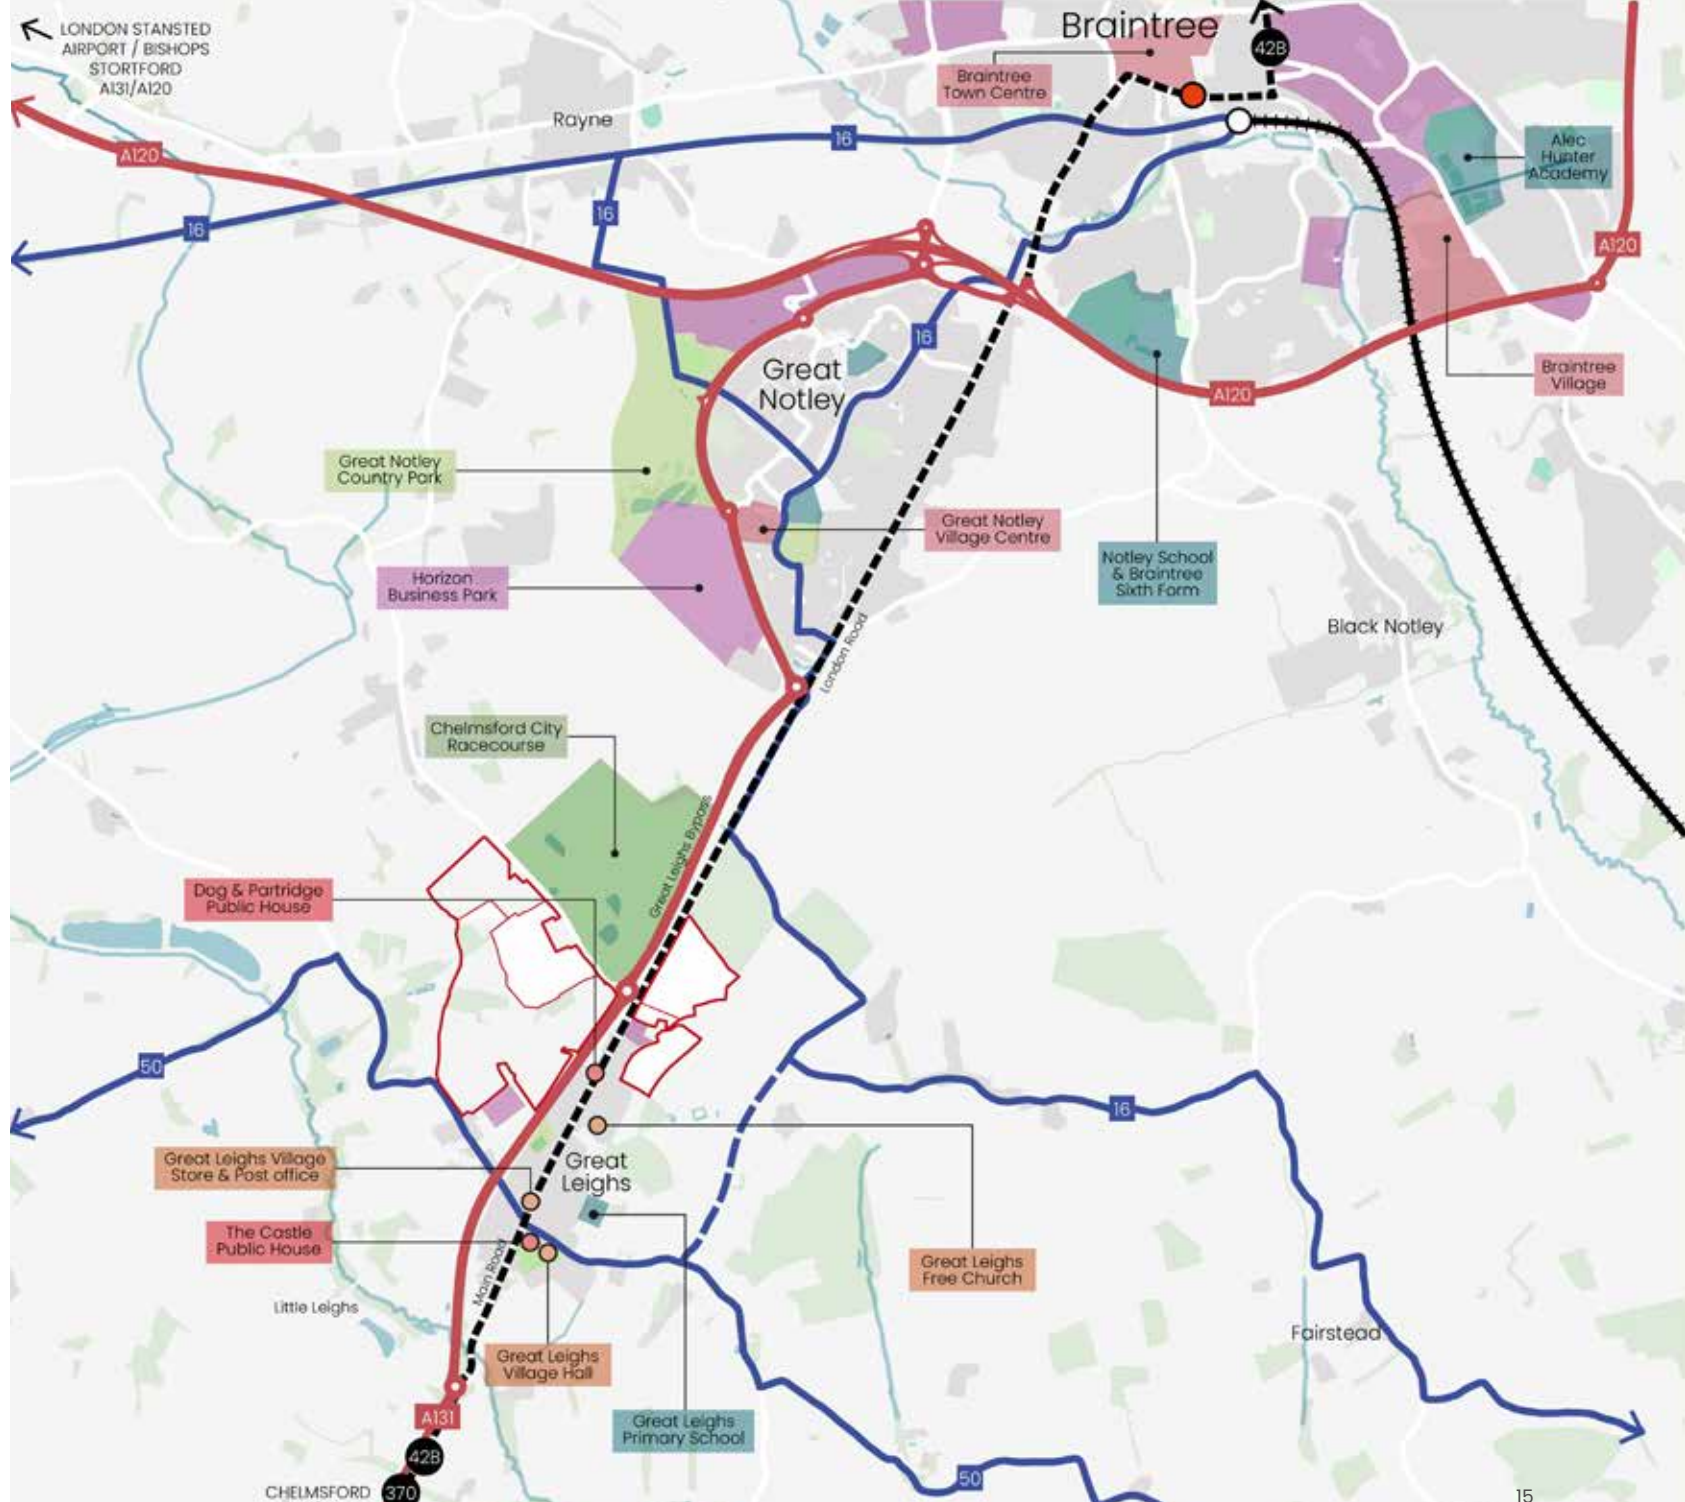 LONDON STANSTED
AIRPORT / BISHOPS
STORTFORD
A131/A120
Braintree
42B
Braintree
Town Centre
Rayne
16
A120
Alec
Hunter
Academy
16
16
A120
16
Great
Notley
A120
Braintree
Village
Great Notley
Country Park
Great Notley
Village Centre
Horizon
Business Park
Notley School
& Braintree
Sixth Form
Black Notley
London Road
Chelmsford City
Racecourse
Great Leighs Bypass
Dog & Partridge
Public House
50
16
Great Leighs Village
Store & Post office
Great
Leighs
The Castle
Public House
Main Road
Great Leighs
Free Church
Little Leighs
Fairstead
Great Leighs
Village Hall
A131
Great Leighs
Primary School
42B
50
CHELMSFORD
370
15